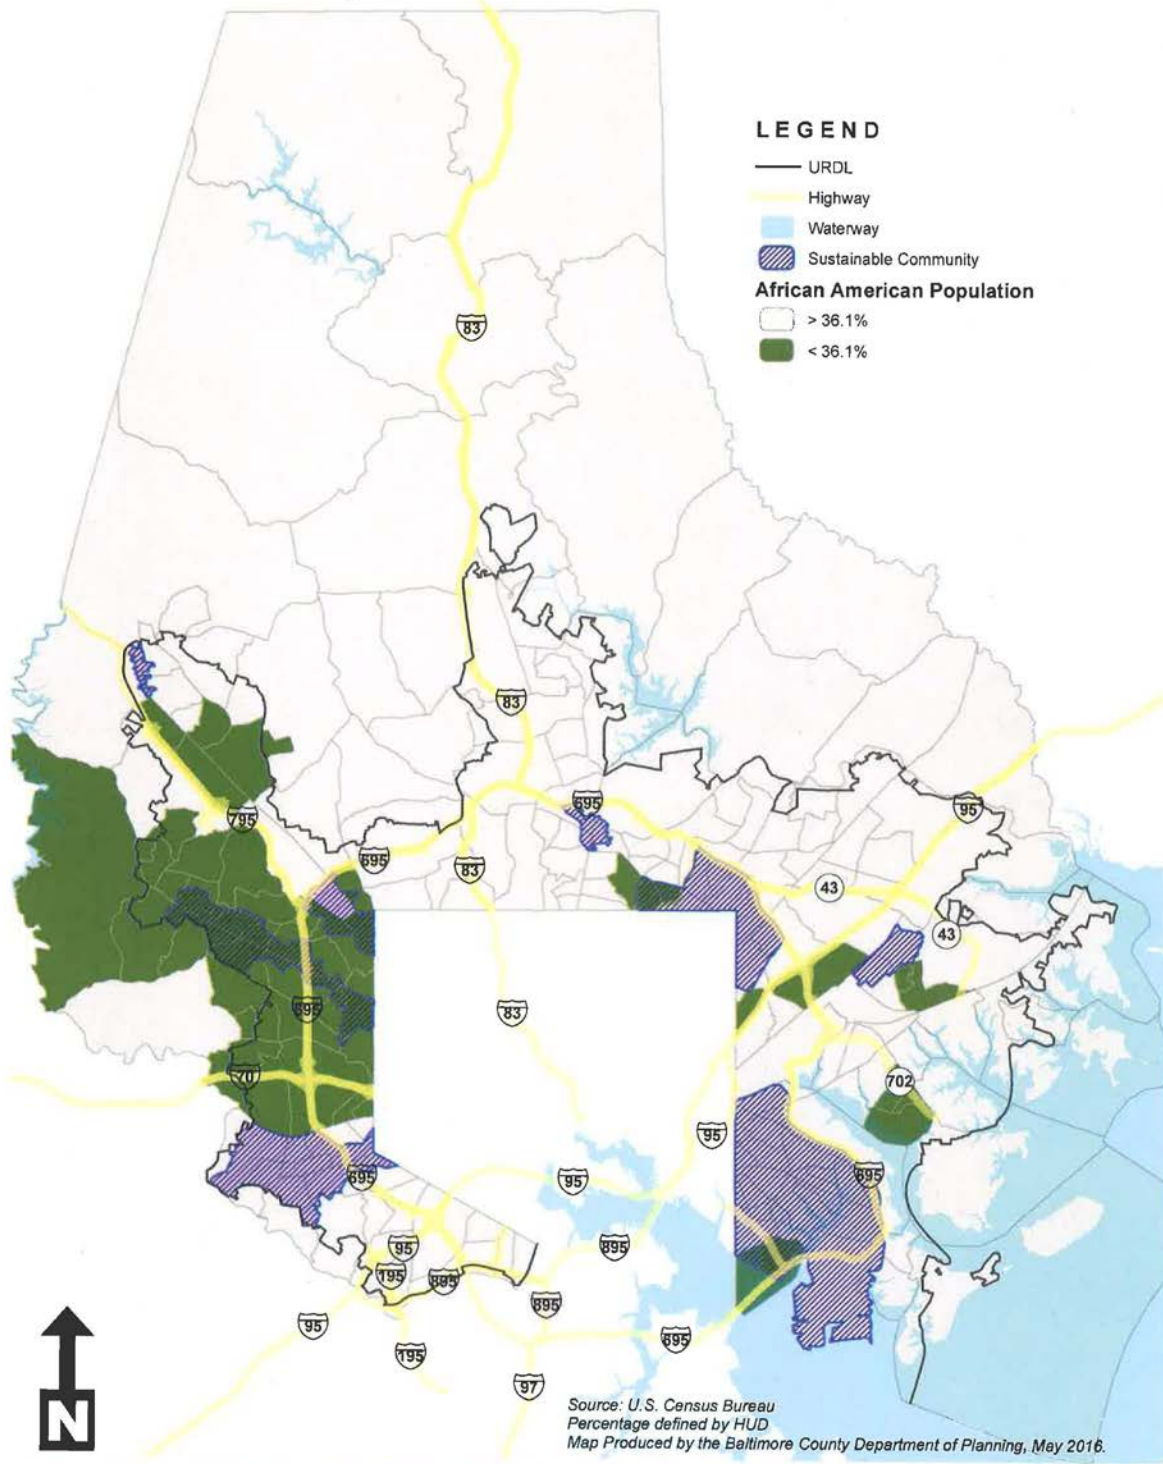 LEGEND
URDL
Highway
Waterway
Sustainable Community
African American Population
> 36.1%
< 36.1%
83
83
695
795
95
695
83
43
43
83
695
70
702
95
695
695
95
95
895
195
895
895
95
695
195
97
N
Source: U.S. Census Bureau
Percentage defined by HUD
Map Produced by the Baltimore County Department of Planning, May 2016.